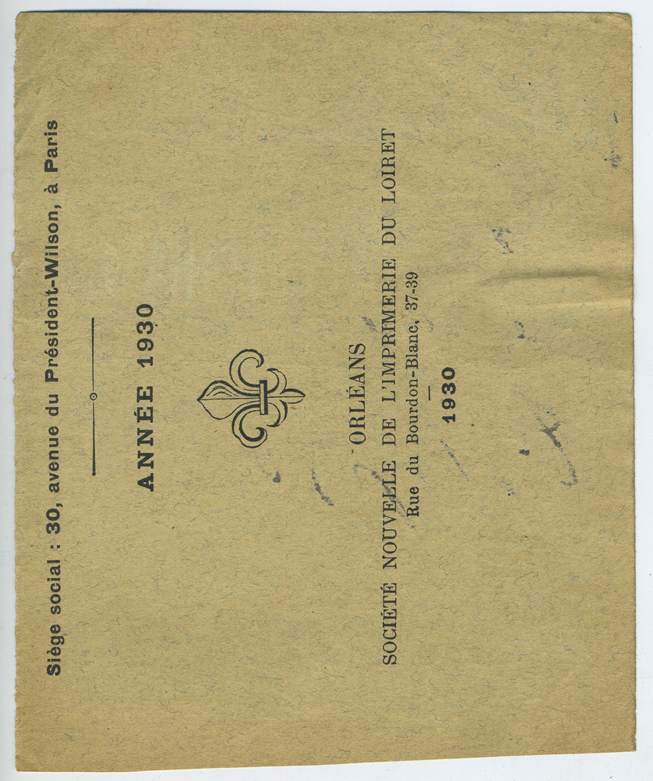 Siège social : 30, avenue du Président-Wilson, à Paris
ANNÉE 1930
ORLÉANS
SOCIÉTÉ NOUVELLE DE L'IMPRIMERIE DU LOIRET
Rue du Bourdon-Blanc, 37-39
1930